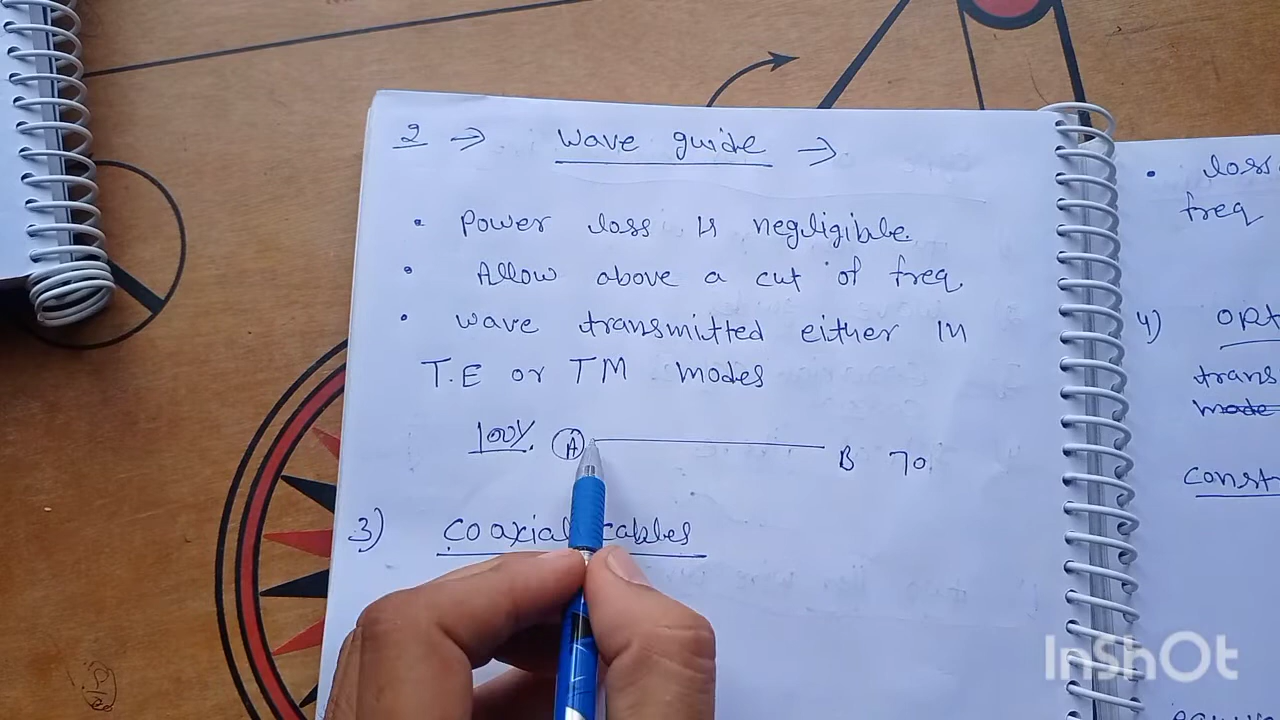 2 → Wave guide →
• Power loss is negligible.
• Allow above a cut of freq.
• wave transmitted either in
T.E or TM modes
100% A B 70
3) coaxial cables
• loss
freq
4) OPT
trans
mode
const
InShOt